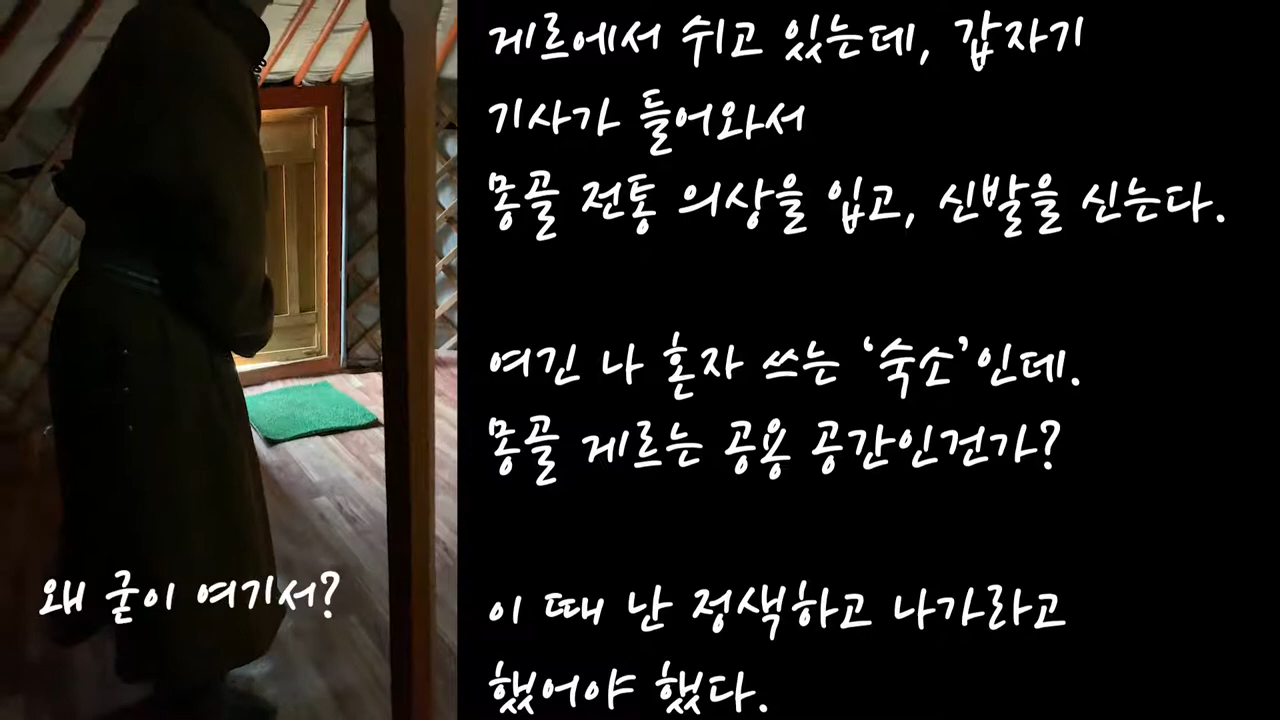 게르에서 쉬고 있는데, 갑자기
기사가 들어와서
몽골 전통 의상을 입고, 신발을 신는다.
여긴 나 혼자 쓰는 ‘숙소’인데.
몽골 게르는 공용 공간인건가?
이 때 난 정색하고 나가라고
했어야 했다.
왜 굳이 여기서?